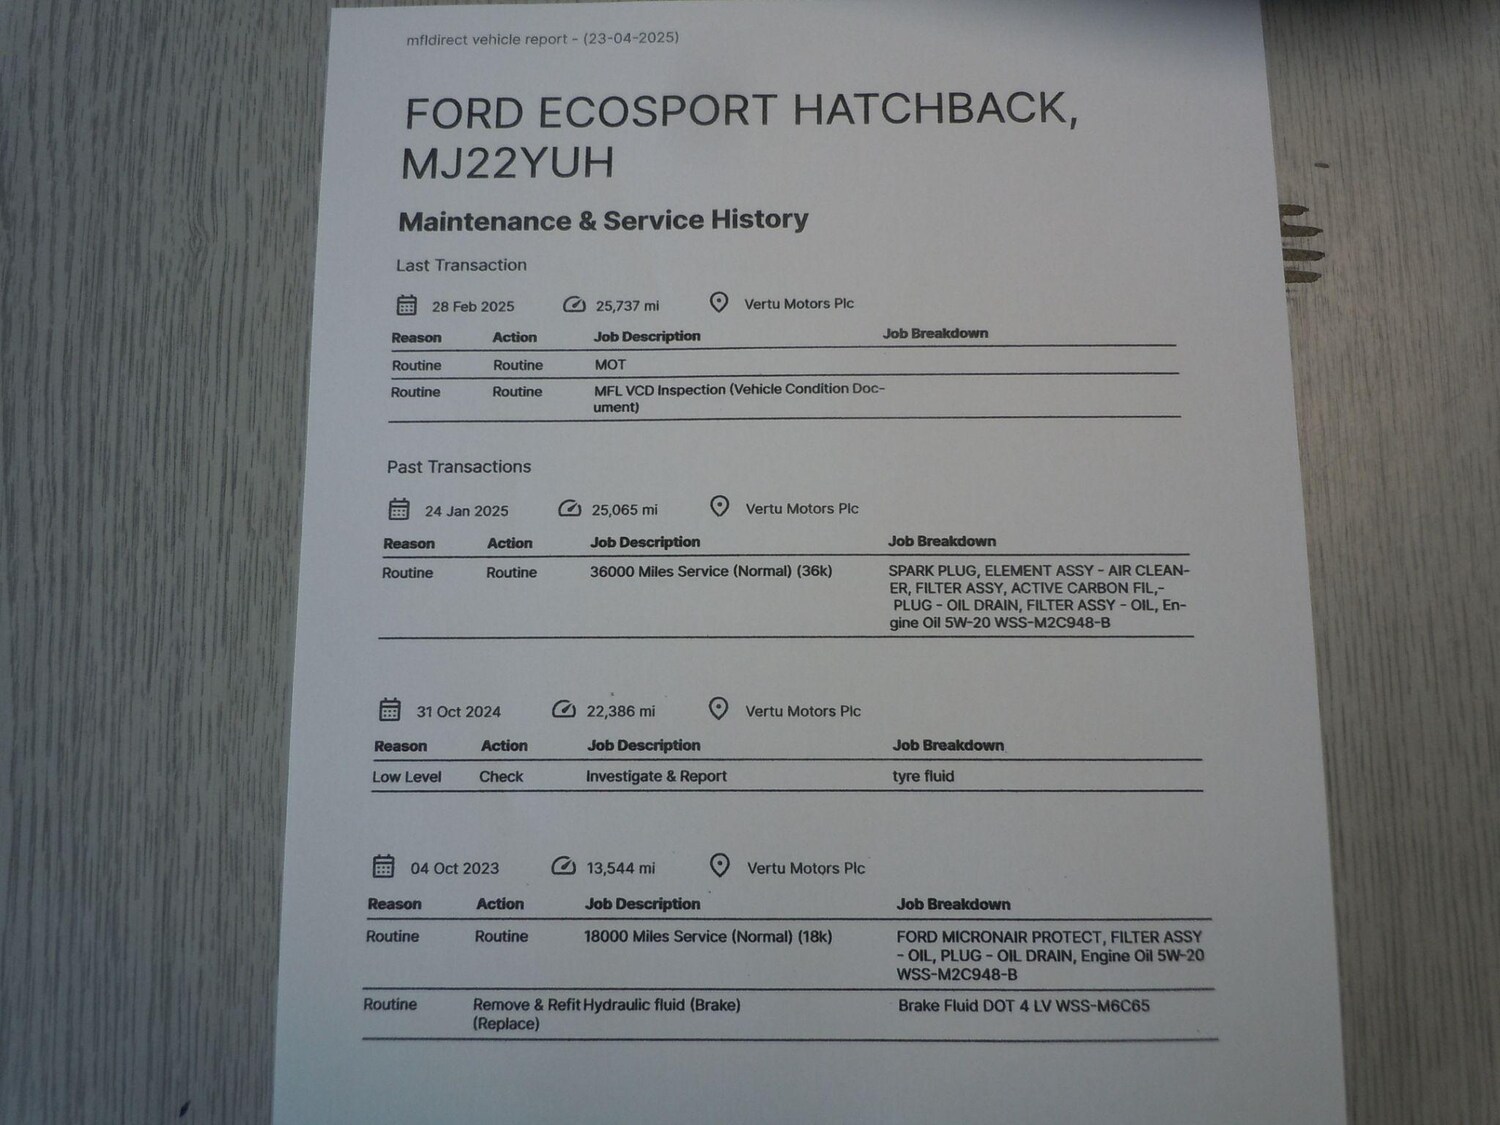 mfldirect vehicle report - (23-04-2025)
FORD ECOSPORT HATCHBACK,
MJ22YUH
Maintenance & Service History
Last Transaction
28 Feb 2025 25,737 mi Vertu Motors Plc
Reason Action Job Description Job Breakdown
Routine Routine MOT
Routine Routine MFL VCD Inspection (Vehicle Condition Doc-
ument)
Past Transactions
24 Jan 2025 25,065 mi Vertu Motors Plc
Reason Action Job Description Job Breakdown
Routine Routine 36000 Miles Service (Normal) (36k) SPARK PLUG, ELEMENT ASSY - AIR CLEAN-
ER, FILTER ASSY, ACTIVE CARBON FIL,-
PLUG - OIL DRAIN, FILTER ASSY - OIL, En-
gine Oil 5W-20 WSS-M2C948-B
31 Oct 2024 22,386 mi Vertu Motors Plc
Reason Action Job Description Job Breakdown
Low Level Check Investigate & Report tyre fluid
04 Oct 2023 13,544 mi Vertu Motors Plc
Reason Action Job Description Job Breakdown
Routine Routine 18000 Miles Service (Normal) (18k) FORD MICRONAIR PROTECT, FILTER ASSY
- OIL, PLUG - OIL DRAIN, Engine Oil 5W-20
WSS-M2C948-B
Routine Remove & Refit Hydraulic fluid (Brake) Brake Fluid DOT 4 LV WSS-M6C65
(Replace)